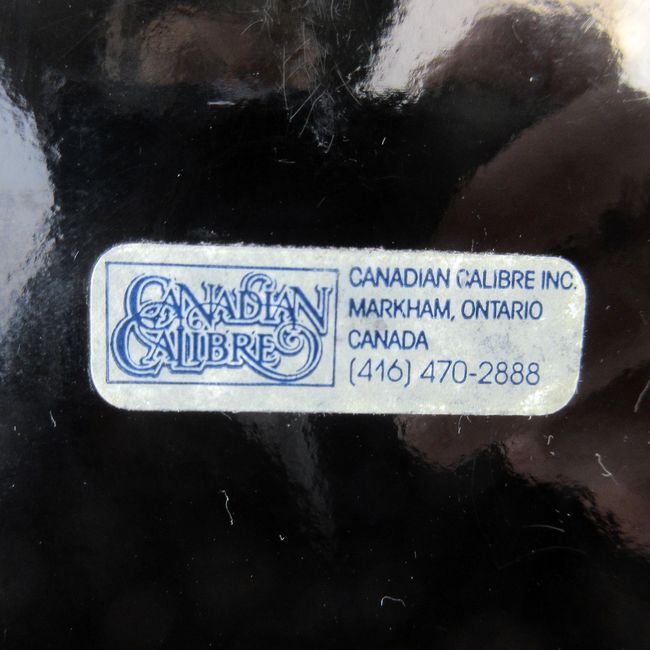 CANADIAN
CALIBRE
CANADIAN CALIBRE INC.
MARKHAM, ONTARIO
CANADA
(416) 470-2888